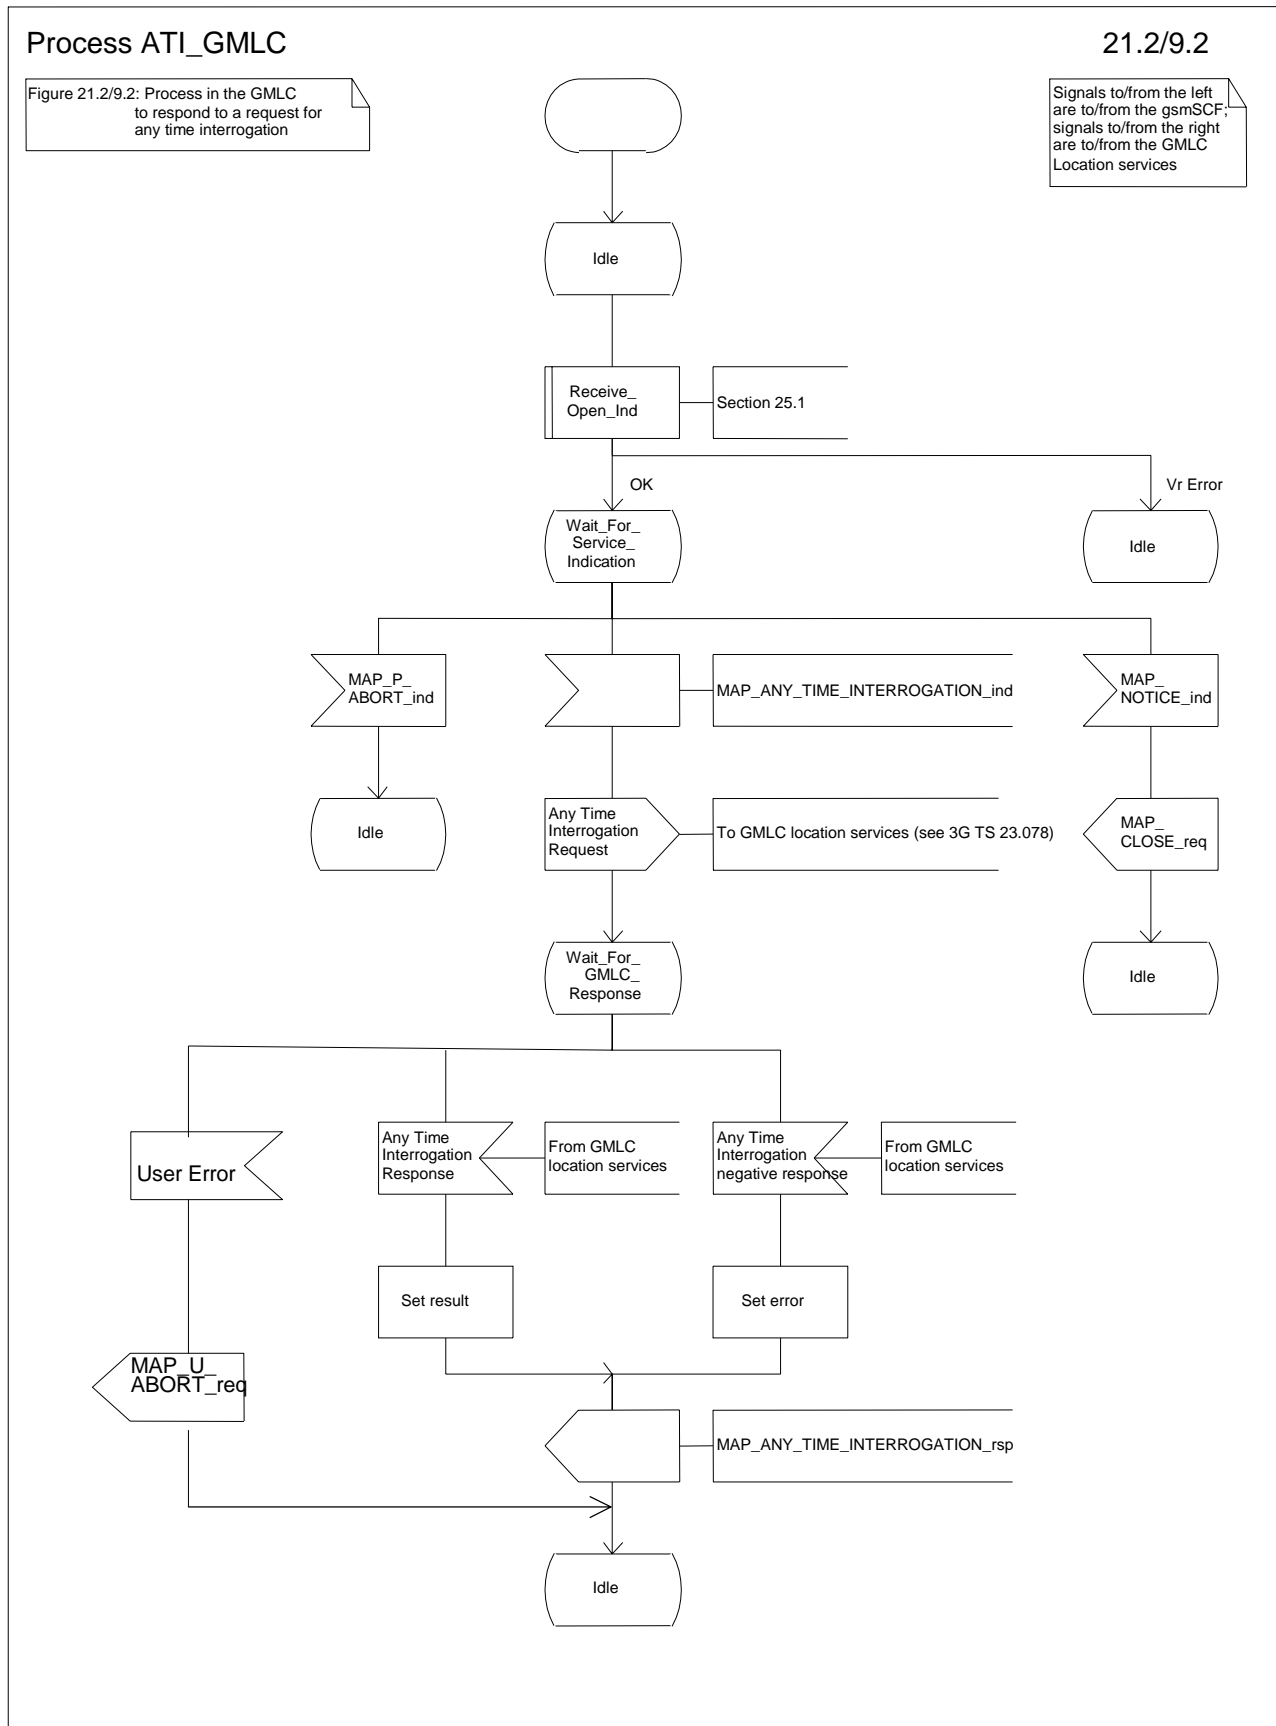 Process ATI_GMLC
21.2/9.2
Figure 21.2/9.2: Process in the GMLC
to respond to a request for
any time interrogation
Signals to/from the left
are to/from the gsmSCF;
signals to/from the right
are to/from the GMLC
Location services
Idle
Receive_
Open_Ind
Section 25.1
OK
Vr Error
Wait_For_
Service_
Indication
Idle
MAP_P_
ABORT_ind
MAP_ANY_TIME_INTERROGATION_ind
MAP_
NOTICE_ind
Idle
Any Time
Interrogation
Request
To GMLC location services (see 3G TS 23.078)
MAP_
CLOSE_req
Wait_For_
GMLC_
Response
Idle
User Error
Any Time
Interrogation
Response
From GMLC
location services
Any Time
Interrogation
negative response
From GMLC
location services
Set result
Set error
MAP_U_
ABORT_req
MAP_ANY_TIME_INTERROGATION_rsp
Idle